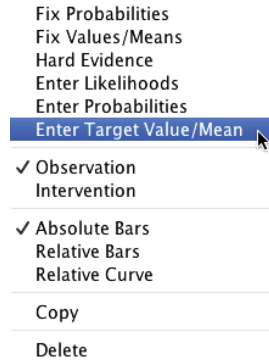 Fix Probabilities
Fix Values/Means
Hard Evidence
Enter Likelihoods
Enter Probabilities
Enter Target Value/Mean
✓ Observation
Intervention
✓ Absolute Bars
Relative Bars
Relative Curve
Copy
Delete